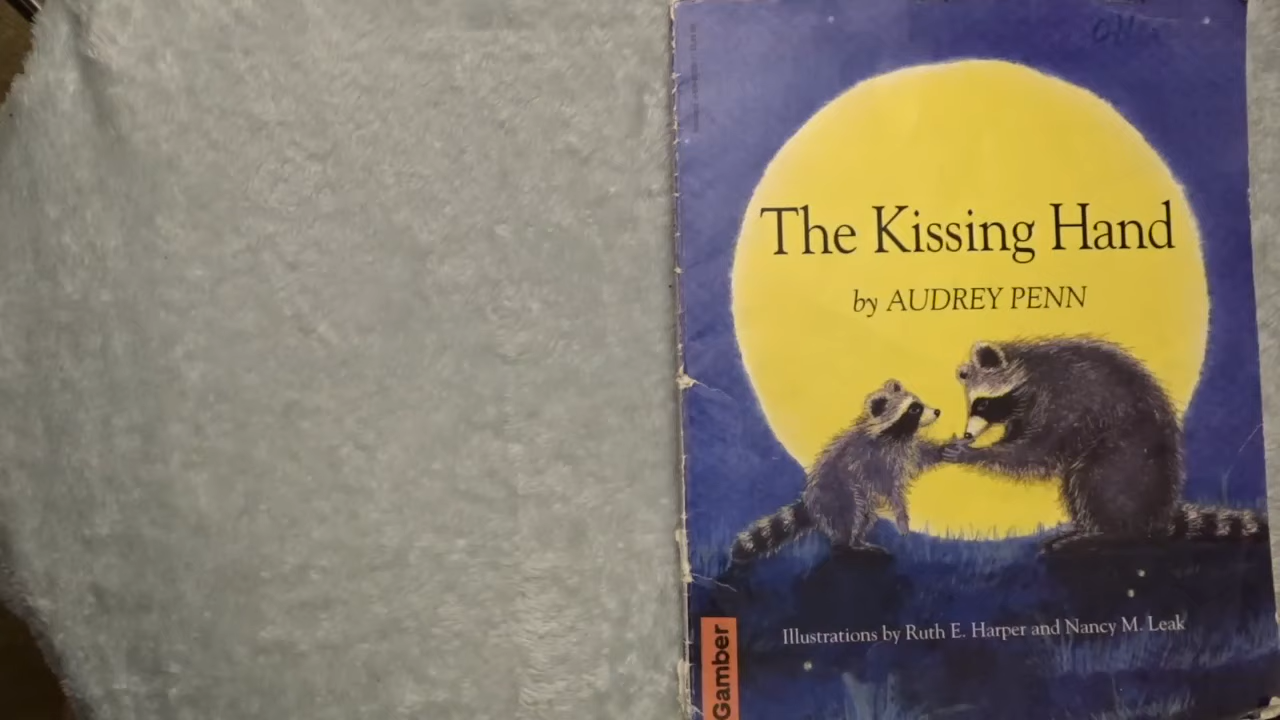 The Kissing Hand
by AUDREY PENN
Illustrations by Ruth E. Harper and Nancy M. Leak
Gamber